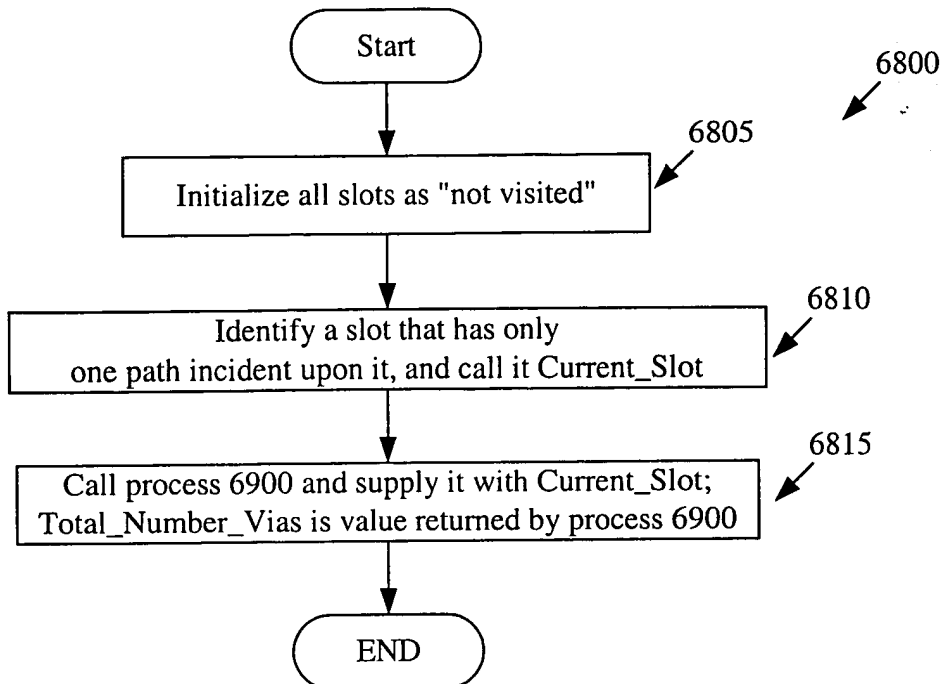 Start
6800
6805
Initialize all slots as "not visited"
6810
Identify a slot that has only
one path incident upon it, and call it Current_Slot
6815
Call process 6900 and supply it with Current_Slot;
Total_Number_Vias is value returned by process 6900
END